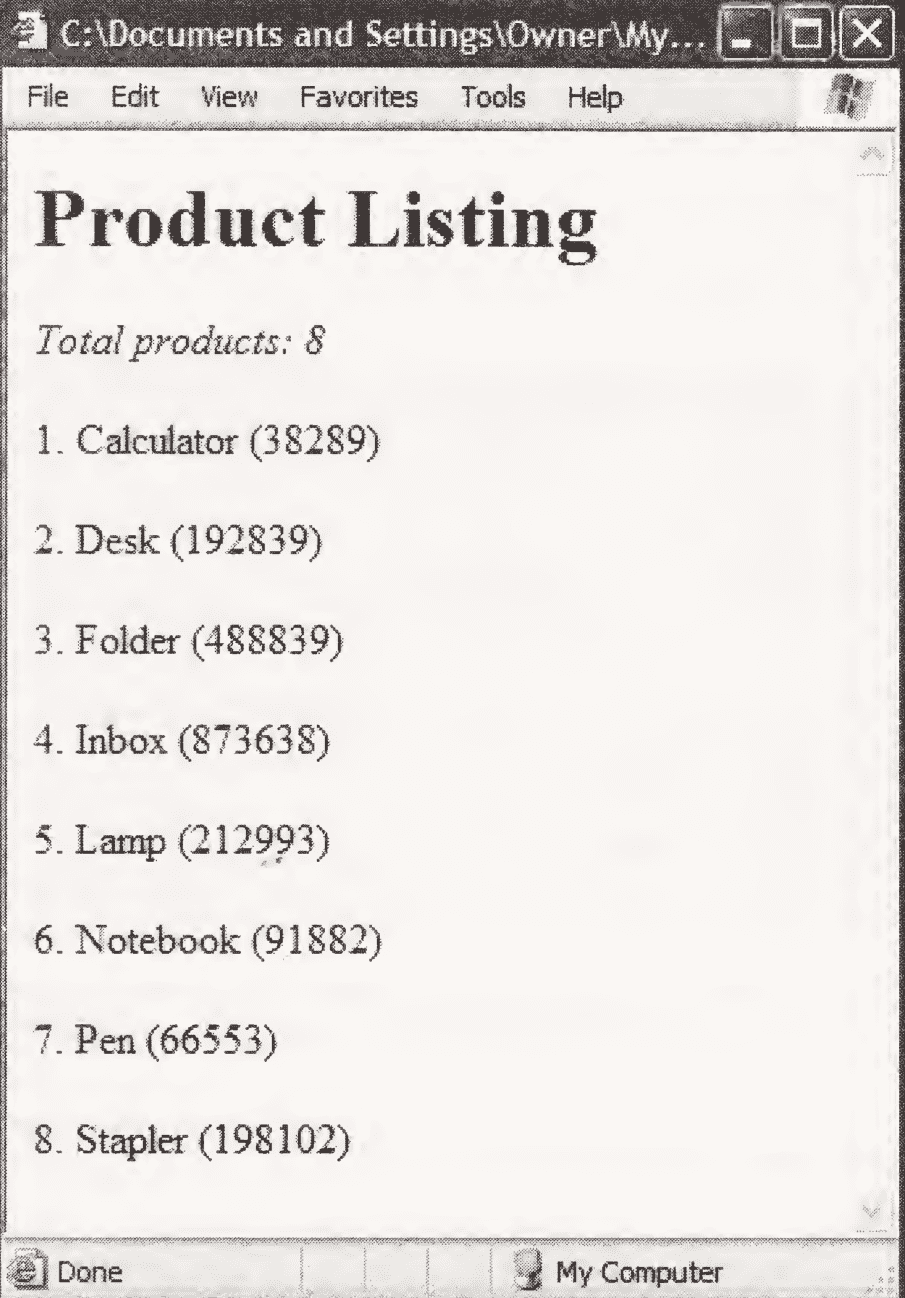 C:\Documents and Settings\Owner\My...
File Edit View Favorites Tools Help
Product Listing
Total products: 8
1. Calculator (38289)
2. Desk (192839)
3. Folder (488839)
4. Inbox (873638)
5. Lamp (212993)
6. Notebook (91882)
7. Pen (66553)
8. Stapler (198102)
Done My Computer